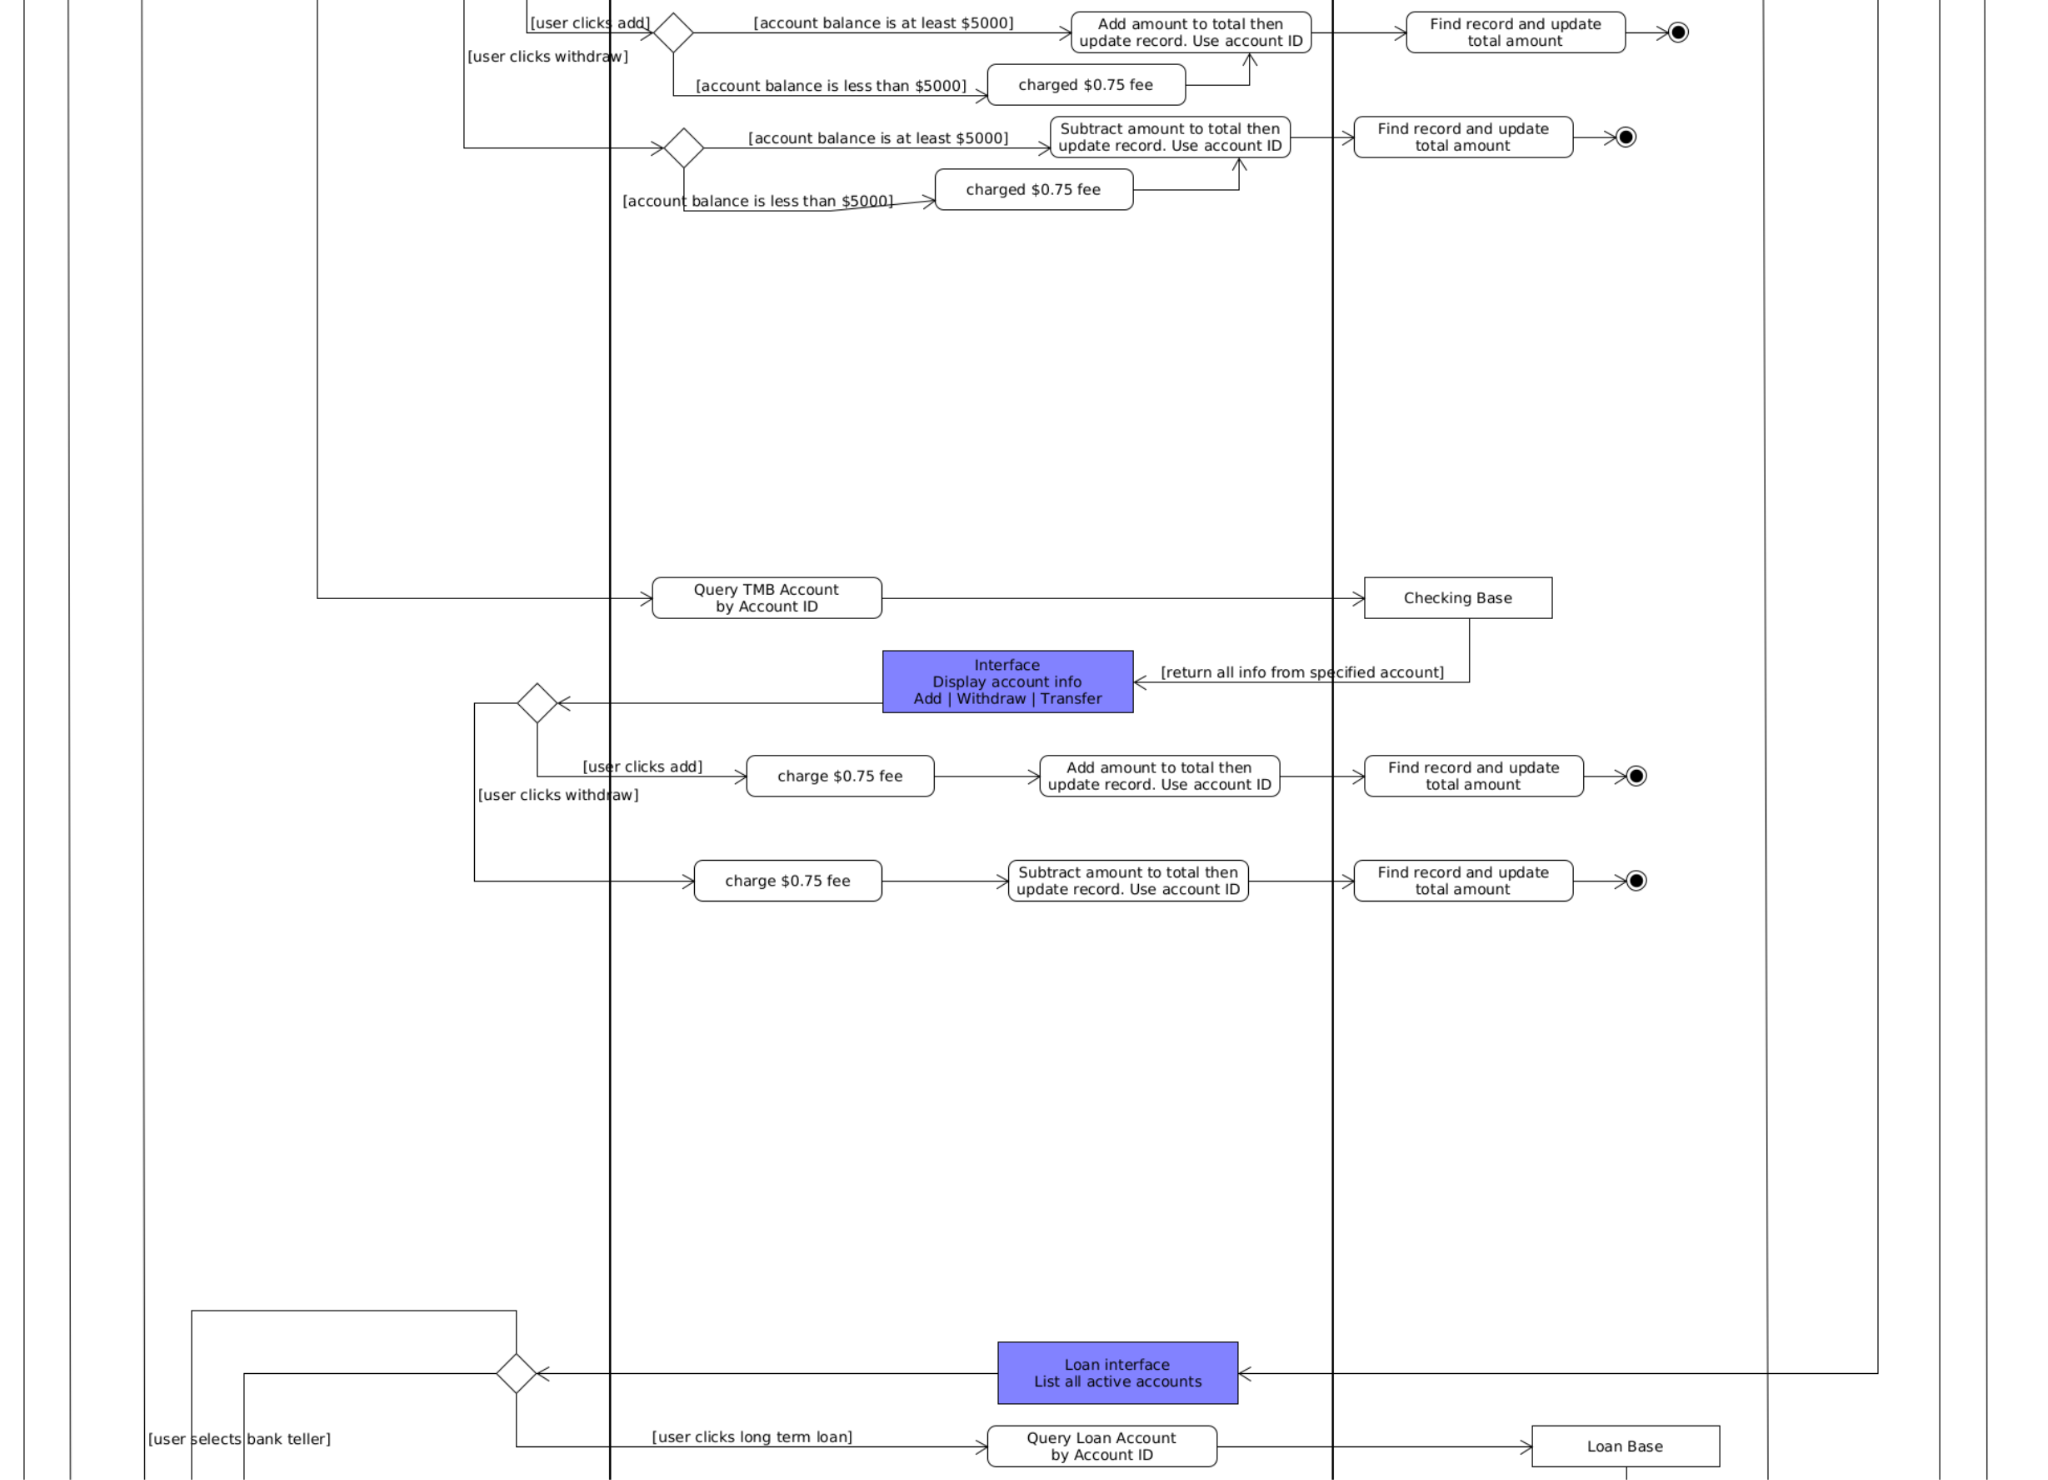 [user clicks add]
[account balance is at least $5000]
Add amount to total then
update record. Use account ID
Find record and update
total amount
[user clicks withdraw]
[account balance is less than $5000]
charged $0.75 fee
[account balance is at least $5000]
Subtract amount to total then
update record. Use account ID
Find record and update
total amount
[account balance is less than $5000]
charged $0.75 fee
Query TMB Account
by Account ID
Checking Base
Interface
Display account info
Add | Withdraw | Transfer
[return all info from specified account]
[user clicks add]
charge $0.75 fee
Add amount to total then
update record. Use account ID
Find record and update
total amount
[user clicks withdraw]
charge $0.75 fee
Subtract amount to total then
update record. Use account ID
Find record and update
total amount
Loan interface
List all active accounts
[user selects bank teller]
[user clicks long term loan]
Query Loan Account
by Account ID
Loan Base